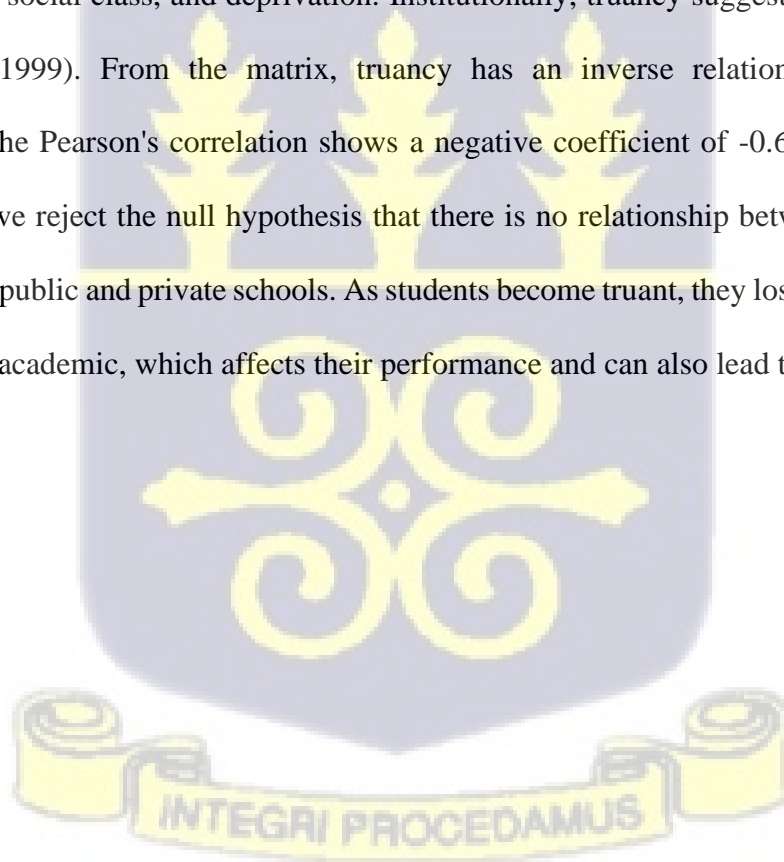 social class, and deprivation. Institutionally, truancy suggest
1999). From the matrix, truancy has an inverse relation
he Pearson's correlation shows a negative coefficient of -0.6
we reject the null hypothesis that there is no relationship betw
public and private schools. As students become truant, they los
academic, which affects their performance and can also lead t
INTEGRI PROCEDAMUS